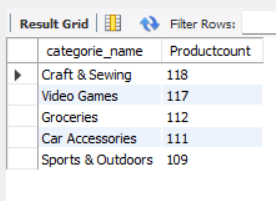 Result Grid Filter Rows:
categorie_name Productcount
Craft & Sewing 118
Video Games 117
Groceries 112
Car Accessories 111
Sports & Outdoors 109